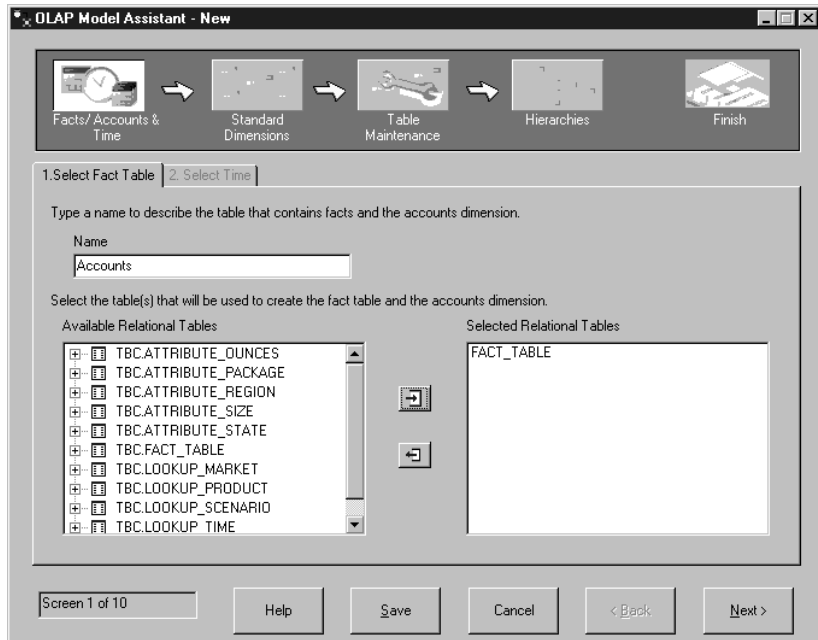 OLAP Model Assistant - New
Facts/Accounts &
Time
Standard
Dimensions
Table
Maintenance
Hierarchies
Finish
1.Select Fact Table
2. Select Time
Type a name to describe the table that contains facts and the accounts dimension.
Name
Accounts
Select the table(s) that will be used to create the fact table and the accounts dimension.
Available Relational Tables
Selected Relational Tables
TBC.ATTRIBUTE_OUNCES
TBC.ATTRIBUTE_PACKAGE
TBC.ATTRIBUTE_REGION
TBC.ATTRIBUTE_SIZE
TBC.ATTRIBUTE_STATE
TBC.FACT_TABLE
TBC.LOOKUP_MARKET
TBC.LOOKUP_PRODUCT
TBC.LOOKUP_SCENARIO
TBC.LOOKUP_TIME
FACT_TABLE
Screen 1 of 10
Help
Save
Cancel
< Back
Next >